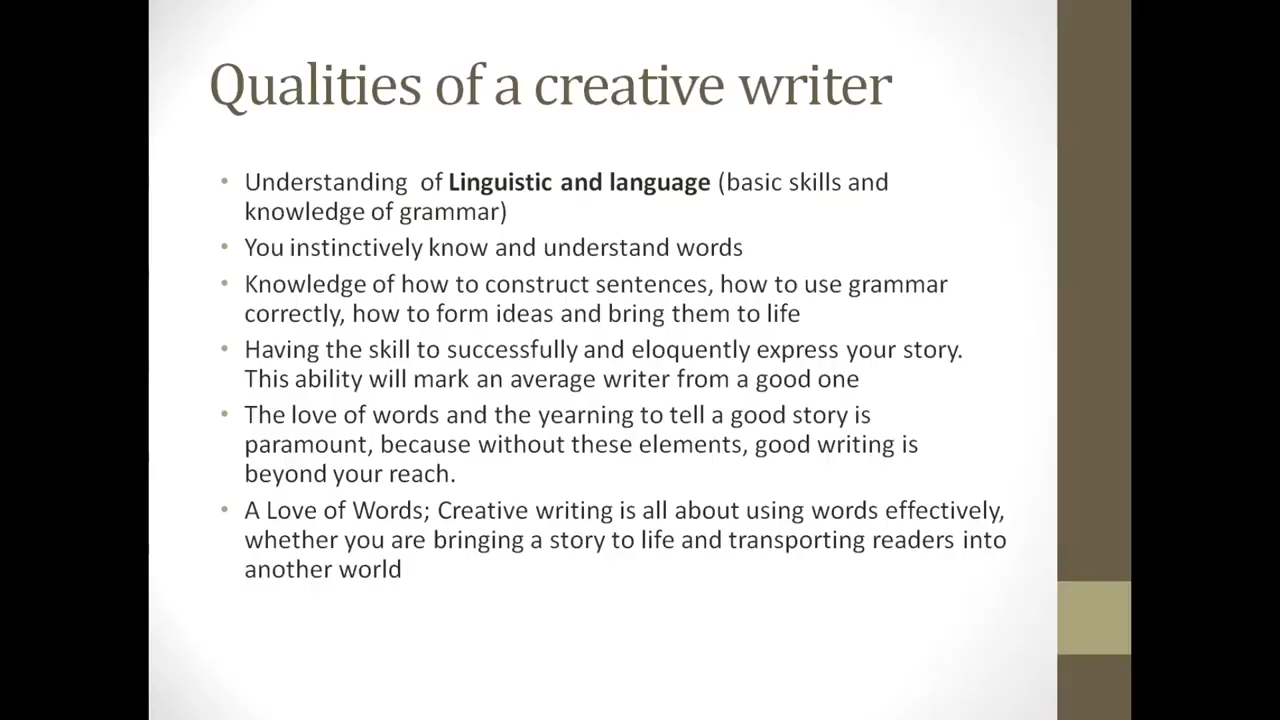 Qualities of a creative writer
• Understanding  of Linguistic and language (basic skills and
knowledge of grammar)
• You instinctively know and understand words
• Knowledge of how to construct sentences, how to use grammar
correctly, how to form ideas and bring them to life
• Having the skill to successfully and eloquently express your story.
This ability will mark an average writer from a good one
• The love of words and the yearning to tell a good story is
paramount, because without these elements, good writing is
beyond your reach.
• A Love of Words; Creative writing is all about using words effectively,
whether you are bringing a story to life and transporting readers into
another world